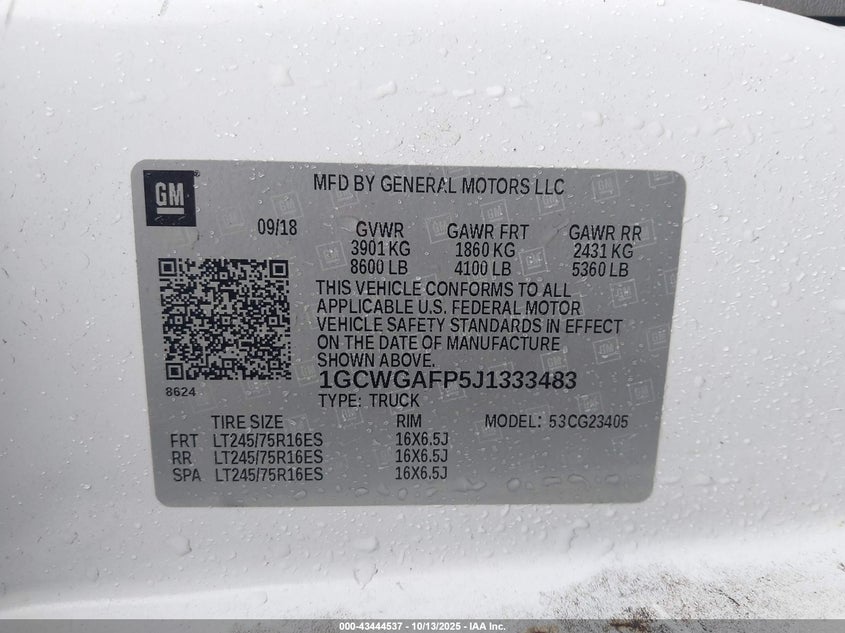 GM
MFD BY GENERAL MOTORS LLC
09/18 GVWR GAWR FRT GAWR RR
3901 KG 1860 KG 2431 KG
8600 LB 4100 LB 5360 LB
THIS VEHICLE CONFORMS TO ALL
APPLICABLE U.S. FEDERAL MOTOR
VEHICLE SAFETY STANDARDS IN EFFECT
ON THE DATE OF MANUFACTURE
SHOWN ABOVE.
1GCWGAFP5J1333483
8624
TYPE: TRUCK
TIRE SIZE RIM MODEL: 53CG23405
FRT LT245/75R16ES 16X6.5J
RR LT245/75R16ES 16X6.5J
SPA LT245/75R16ES 16X6.5J
000-43444537 - 10/13/2025 - IAA Inc.